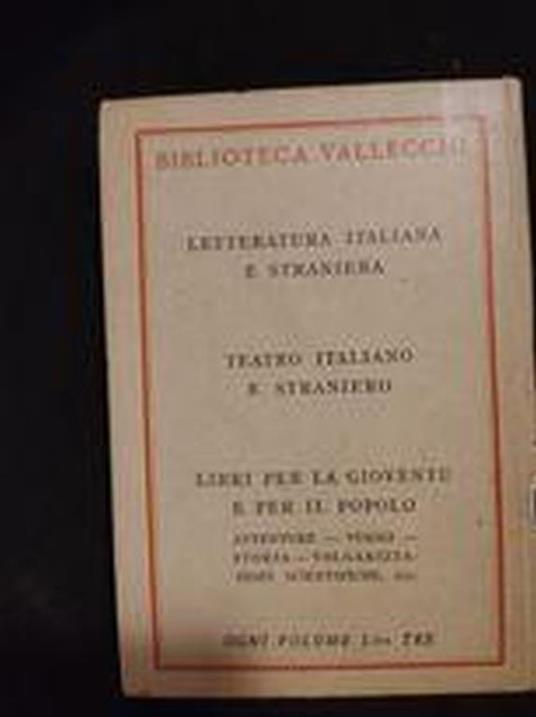 BIBLIOTECA VALLECCHI
LETTERATURA ITALIANA
E STRANIERA
TEATRO ITALIANO
E STRANIERO
LIBRI PER LA GIOVENTÙ
E PER IL POPOLO
AVVENTURE — VIAGGI —
STORIA — VOLGARIZZA-
ZIONI SCIENTIFICHE, ecc.
OGNI VOLUME Lire TRE